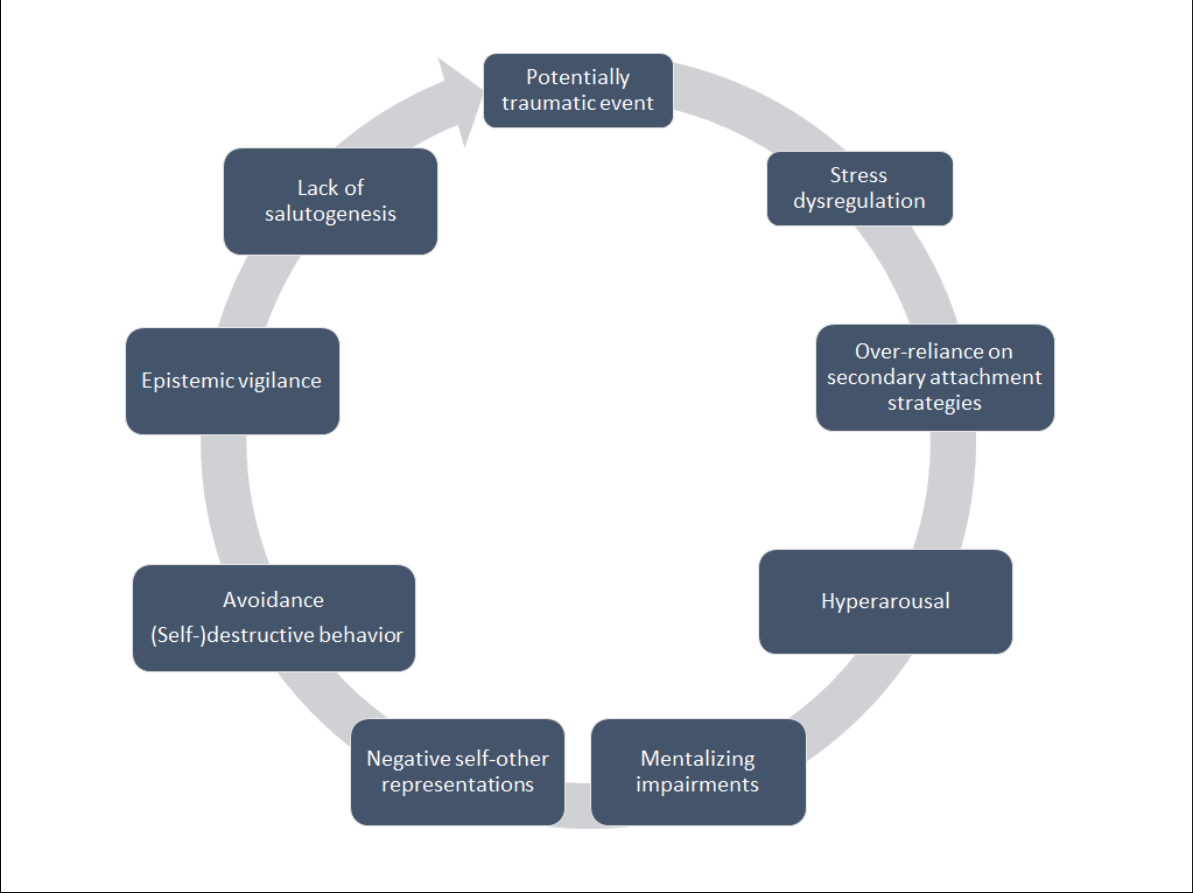 Potentially
traumatic event
Stress
dysregulation
Over-reliance on
secondary attachment
strategies
Hyperarousal
Mentalizing
impairments
Negative self-other
representations
Avoidance
(Self-)destructive behavior
Epistemic vigilance
Lack of
salutogenesis